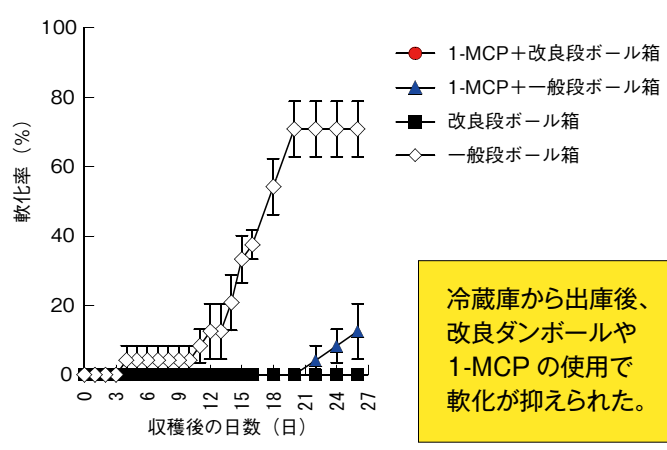 100
80
60
40
20
0
軟化率（%）
0
3
6
9
12
15
18
21
24
27
収穫後の日数（日）
1-MCP＋改良段ボール箱
1-MCP＋一般段ボール箱
改良段ボール箱
一般段ボール箱
冷蔵庫から出庫後、
改良ダンボールや
1-MCP の使用で
軟化が抑えられた。